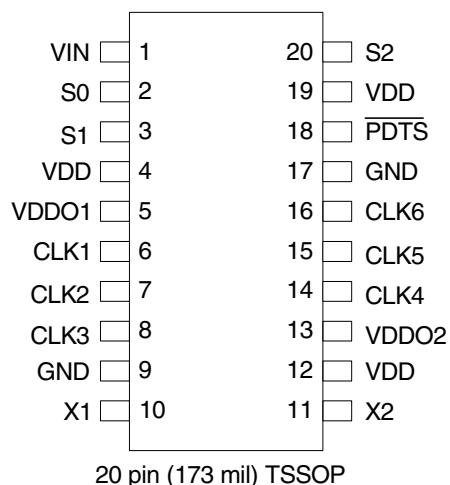 VIN 1 20 S2
S0 2 19 VDD
S1 3 18 PDTS
VDD 4 17 GND
VDDO1 5 16 CLK6
CLK1 6 15 CLK5
CLK2 7 14 CLK4
CLK3 8 13 VDDO2
GND 9 12 VDD
X1 10 11 X2
20 pin (173 mil) TSSOP